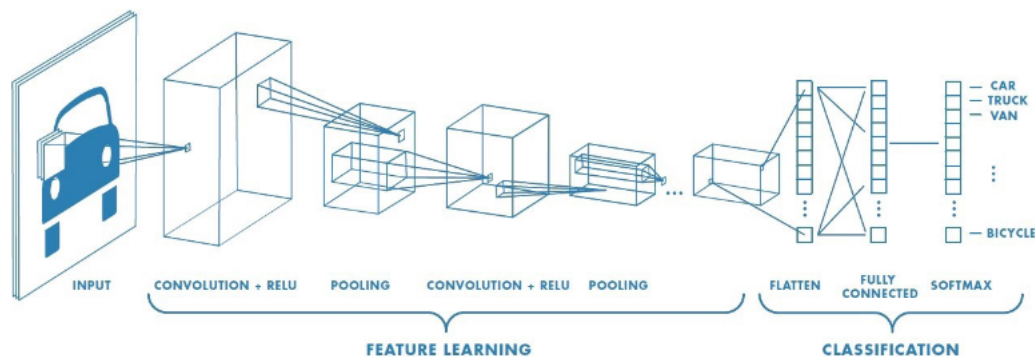 CAR
TRUCK
VAN
BICYCLE
INPUT
CONVOLUTION + RELU
POOLING
CONVOLUTION + RELU
POOLING
FLATTEN
FULLY
CONNECTED
SOFTMAX
FEATURE LEARNING
CLASSIFICATION